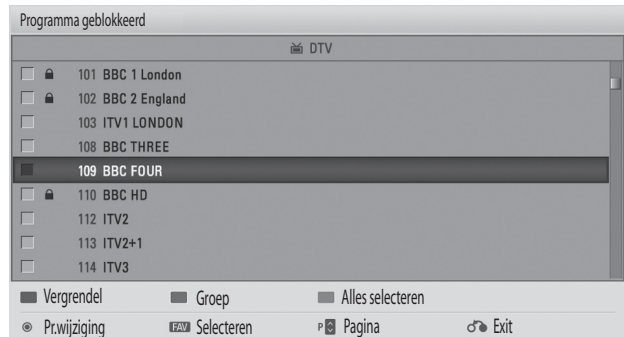 Programma geblokkeerd
DTV
101 BBC 1 London
102 BBC 2 England
103 ITV1 LONDON
108 BBC THREE
109 BBC FOUR
110 BBC HD
112 ITV2
113 ITV2+1
114 ITV3
Vergrendel Groep Alles selecteren
Pr.wijziging FAV Selecteren P Pagina Exit